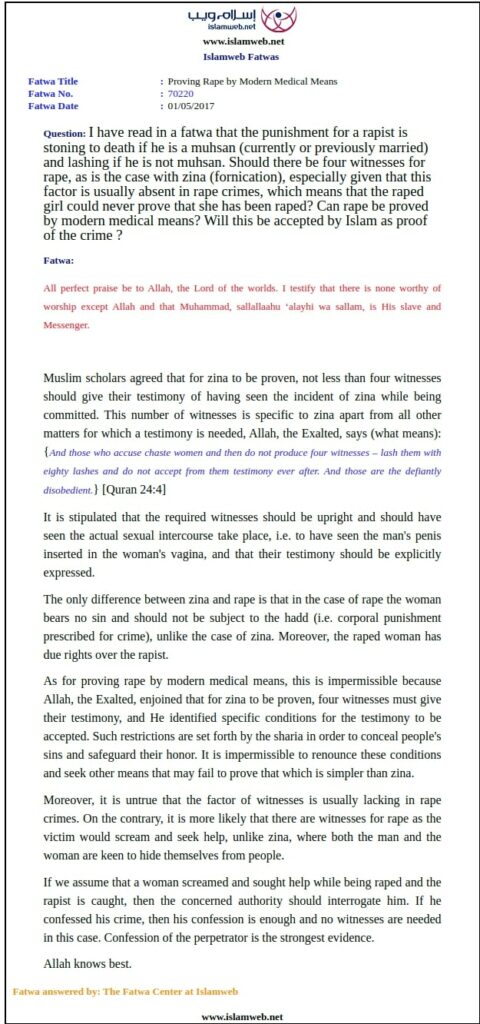 إسلام ويب
islamweb.net
www.islamweb.net
Islamweb Fatwas
Fatwa Title : Proving Rape by Modern Medical Means
Fatwa No. : 70220
Fatwa Date : 01/05/2017
Question: I have read in a fatwa that the punishment for a rapist is
stoning to death if he is a muhsan (currently or previously married)
and lashing if he is not muhsan. Should there be four witnesses for
rape, as is the case with zina (fornication), especially given that this
factor is usually absent in rape crimes, which means that the raped
girl could never prove that she has been raped? Can rape be proved
by modern medical means? Will this be accepted by Islam as proof
of the crime ?
Fatwa:
All perfect praise be to Allah, the Lord of the worlds. I testify that there is none worthy of
worship except Allah and that Muhammad, sallallaahu ‘alayhi wa sallam, is His slave and
Messenger.
Muslim scholars agreed that for zina to be proven, not less than four witnesses
should give their testimony of having seen the incident of zina while being
committed. This number of witnesses is specific to zina apart from all other
matters for which a testimony is needed, Allah, the Exalted, says (what means):
{And those who accuse chaste women and then do not produce four witnesses – lash them with
eighty lashes and do not accept from them testimony ever after. And those are the defiantly
disobedient.} [Quran 24:4]
It is stipulated that the required witnesses should be upright and should have
seen the actual sexual intercourse take place, i.e. to have seen the man's penis
inserted in the woman's vagina, and that their testimony should be explicitly
expressed.
The only difference between zina and rape is that in the case of rape the woman
bears no sin and should not be subject to the hadd (i.e. corporal punishment
prescribed for crime), unlike the case of zina. Moreover, the raped woman has
due rights over the rapist.
As for proving rape by modern medical means, this is impermissible because
Allah, the Exalted, enjoined that for zina to be proven, four witnesses must give
their testimony, and He identified specific conditions for the testimony to be
accepted. Such restrictions are set forth by the sharia in order to conceal people's
sins and safeguard their honor. It is impermissible to renounce these conditions
and seek other means that may fail to prove that which is simpler than zina.
Moreover, it is untrue that the factor of witnesses is usually lacking in rape
crimes. On the contrary, it is more likely that there are witnesses for rape as the
victim would scream and seek help, unlike zina, where both the man and the
woman are keen to hide themselves from people.
If we assume that a woman screamed and sought help while being raped and the
rapist is caught, then the concerned authority should interrogate him. If he
confessed his crime, then his confession is enough and no witnesses are needed
in this case. Confession of the perpetrator is the strongest evidence.
Allah knows best.
Fatwa answered by: The Fatwa Center at Islamweb
www.islamweb.net